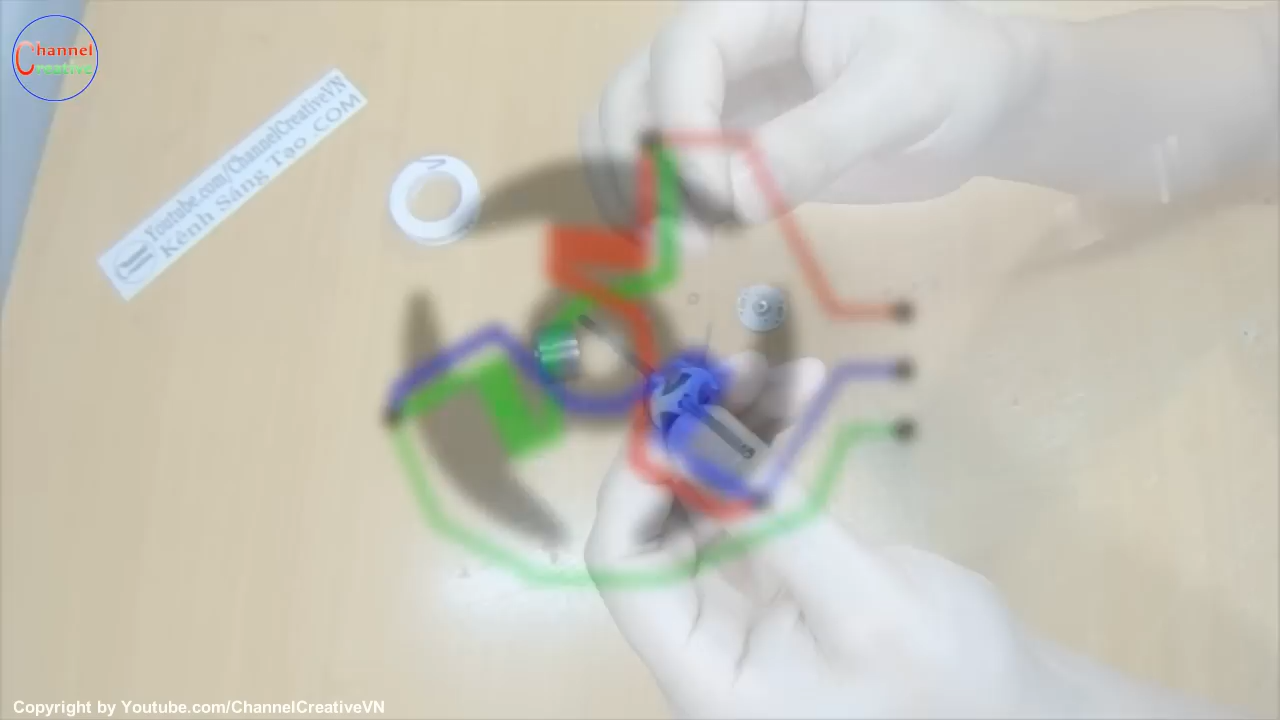 Channel
Creative
Youtube.com/ChannelCreativeVN
Kênh Sáng Tạo .COM
Copyright by Youtube.com/ChannelCreativeVN